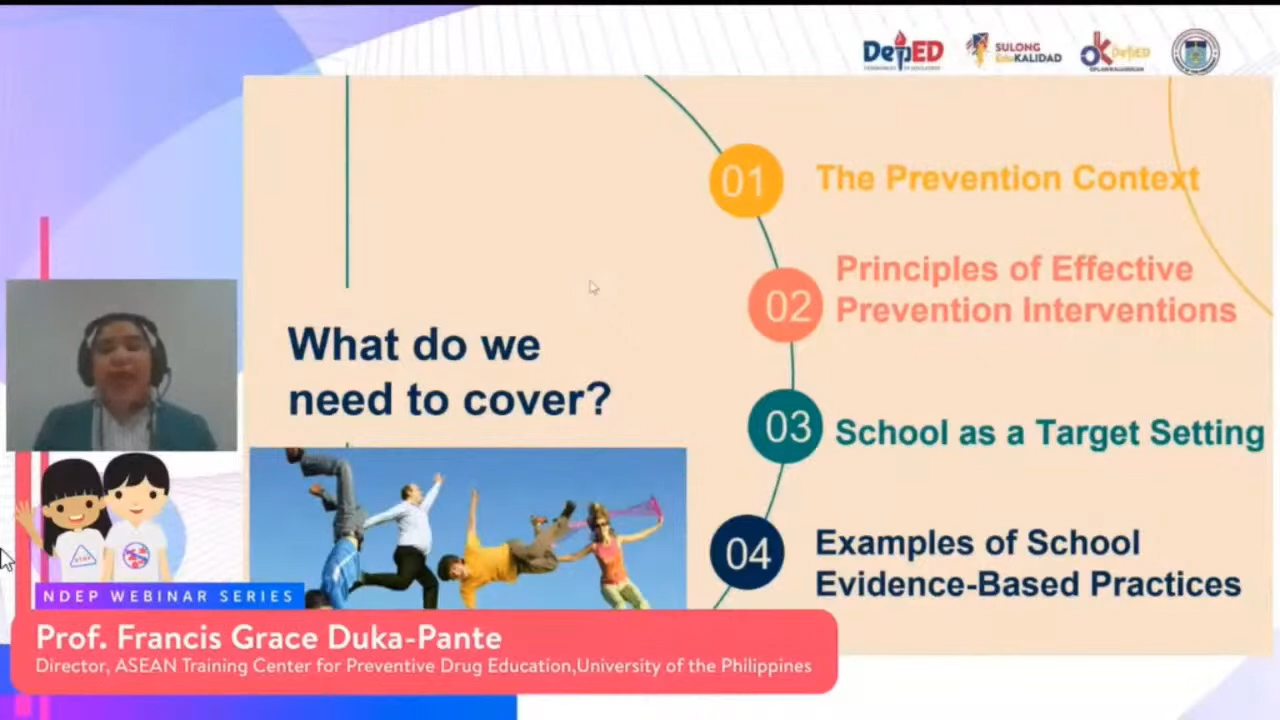 DepED
SULONG
EduKALIDAD
OK DepED
01
The Prevention Context
02
Principles of Effective
Prevention Interventions
What do we
need to cover?
03
School as a Target Setting
04
Examples of School
Evidence-Based Practices
NDEP WEBINAR SERIES
Prof. Francis Grace Duka-Pante
Director, ASEAN Training Center for Preventive Drug Education,University of the Philippines